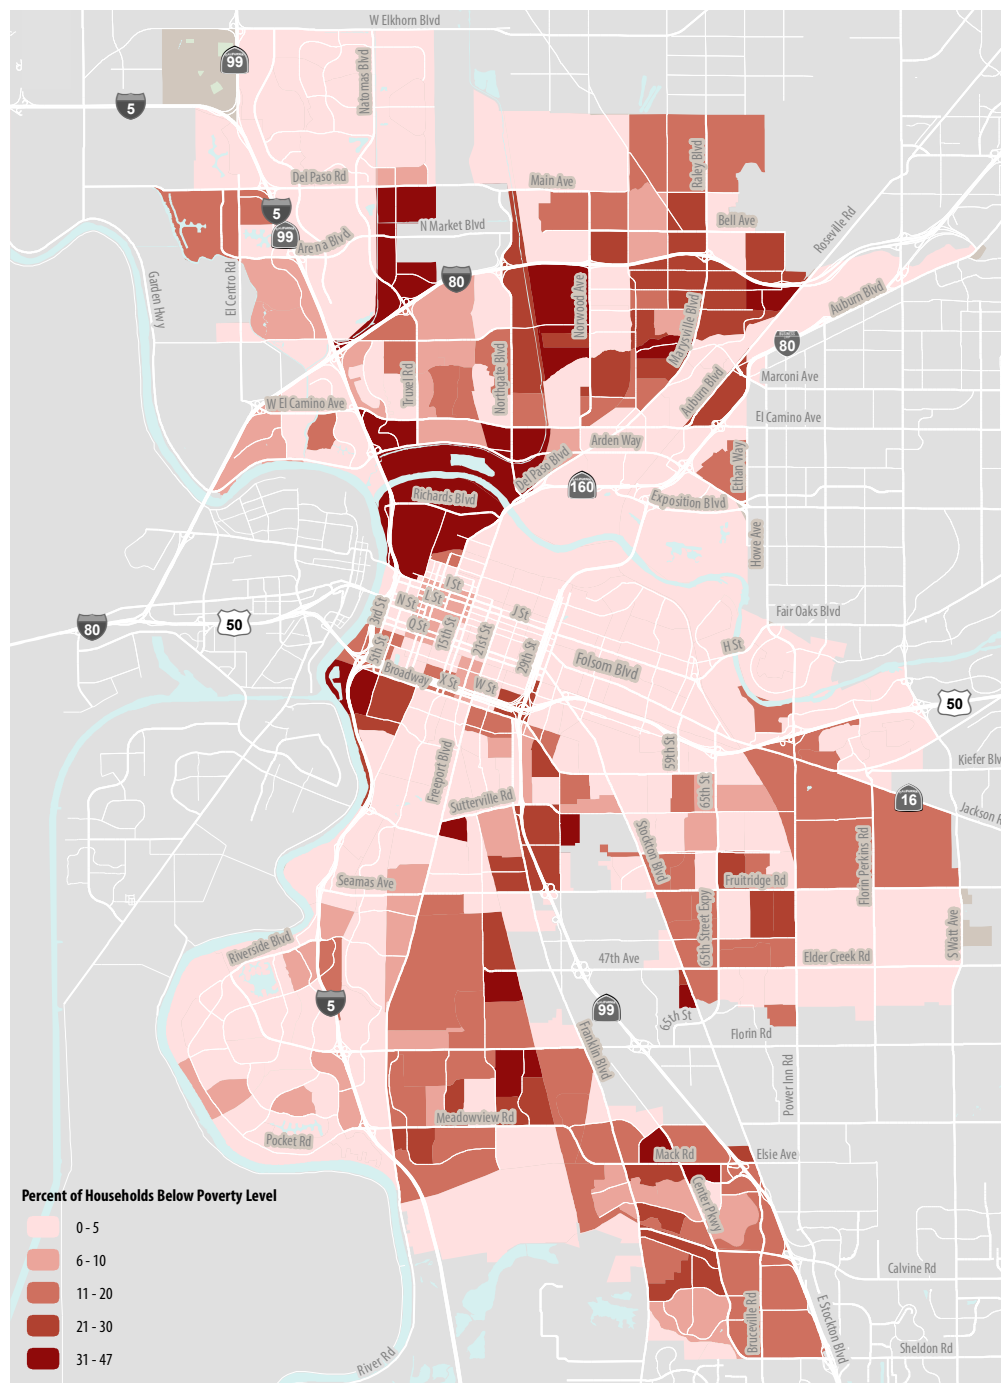 W Elkhorn Blvd
99
Natomas Blvd
5
Raley Blvd
Del Paso Rd
Main Ave
5
99
Arena Blvd
N Market Blvd
Bell Ave
Roseville Rd
Garden Hwy
El Centro Rd
80
Norwood Ave
Marysville Blvd
Auburn Blvd
80
Truxel Rd
Northgate Blvd
Marconi Ave
W El Camino Ave
Auburn Blvd
El Camino Ave
Arden Way
Ethan Way
Del Paso Blvd
160
Richards Blvd
Exposition Blvd
Howe Ave
J St
L St
N St
Q St
3rd St
5th St
15th St
21st St
29th St
J St
Fair Oaks Blvd
80
50
H St
Folsom Blvd
Broadway
X St
W St
50
Freeport Blvd
59th St
65th St
Kiefer Blv
16
Jackson R
Sutterville Rd
Stockton Blvd
Florin Perkins Rd
Seamas Ave
Fruitridge Rd
65th Street Expy
S Watt Ave
Riverside Blvd
47th Ave
Elder Creek Rd
5
99
65th St
Florin Rd
Franklin Blvd
Power Inn Rd
Meadowview Rd
Pocket Rd
Mack Rd
Elsie Ave
Center Pkwy
Calvine Rd
Bruceville Rd
E Stockton Blvd
Sheldon Rd
River Rd
Percent of Households Below Poverty Level
0 - 5
6 - 10
11 - 20
21 - 30
31 - 47